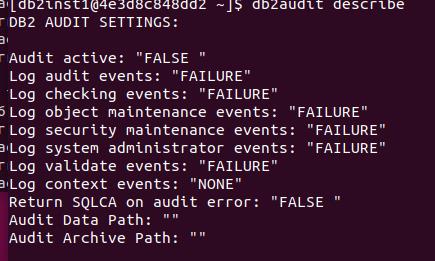 [db2inst1@4e3d8c848dd2 ~]$ db2audit describe
DB2 AUDIT SETTINGS:
Audit active: "FALSE "
Log audit events: "FAILURE"
Log checking events: "FAILURE"
Log object maintenance events: "FAILURE"
Log security maintenance events: "FAILURE"
Log system administrator events: "FAILURE"
Log validate events: "FAILURE"
Log context events: "NONE"
Return SQLCA on audit error: "FALSE "
Audit Data Path: ""
Audit Archive Path: ""